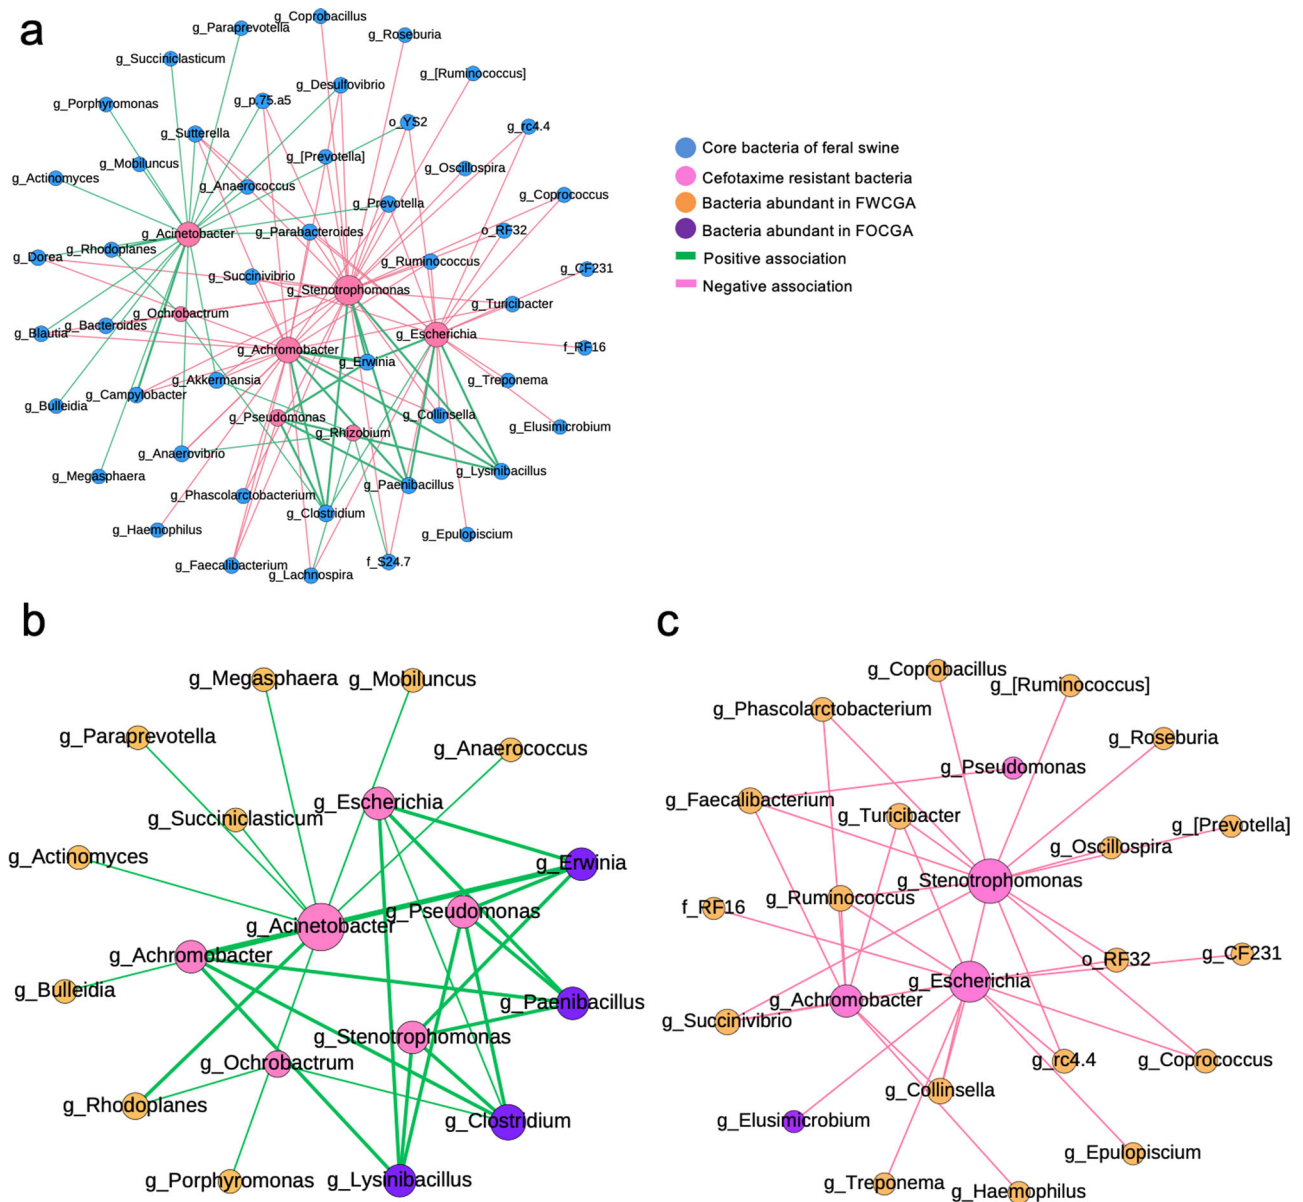 a
g_Coprobacillus
g_Paraprevotella
g_Roseburia
g_Succiniclasticum
g_[Ruminococcus]
g_Desulfovibrio
g_p.75.a5
g_Porphyromonas
o_YS2
g_rc4.4
g_Sutterella
g_[Prevotella]
g_Mobiluncus
g_Oscillospira
g_Actinomyces
g_Anaerococcus
g_Coprococcus
g_Prevotella
g_Acinetobacter
g_Parabacteroides
o_RF32
g_Rhodoplanes
g_Dorea
g_Ruminococcus
g_CF231
g_Succinivibrio
g_Stenotrophomonas
g_Turicibacter
g_Ochrobactrum
g_Bacteroides
g_Blautia
g_Escherichia
f_RF16
g_Achromobacter
g_Erwinia
g_Akkermansia
g_Treponema
g_Campylobacter
g_Bulleidia
g_Pseudomonas
g_Collinsella
g_Elusimicrobium
g_Rhizobium
g_Anaerovibrio
g_Lysinibacillus
g_Megasphaera
g_Paenibacillus
g_Phascolarctobacterium
g_Clostridium
g_Haemophilus
g_Epulopiscium
g_Faecalibacterium
f_S24.7
g_Lachnospira
Core bacteria of feral swine
Cefotaxime resistant bacteria
Bacteria abundant in FWCGA
Bacteria abundant in FOCGA
Positive association
Negative association
b
g_Megasphaera
g_Mobiluncus
g_Paraprevotella
g_Anaerococcus
g_Escherichia
g_Succiniclasticum
g_Actinomyces
g_Erwinia
g_Pseudomonas
g_Acinetobacter
g_Achromobacter
g_Bulleidia
g_Paenibacillus
g_Stenotrophomonas
g_Ochrobactrum
g_Rhodoplanes
g_Clostridium
g_Porphyromonas
g_Lysinibacillus
c
g_Coprobacillus
g_[Ruminococcus]
g_Phascolarctobacterium
g_Roseburia
g_Pseudomonas
g_Faecalibacterium
g_Turicibacter
g_[Prevotella]
g_Oscillospira
g_Stenotrophomonas
g_Ruminococcus
f_RF16
g_CF231
o_RF32
g_Escherichia
g_Achromobacter
g_Succinivibrio
g_rc4.4
g_Coprococcus
g_Collinsella
g_Elusimicrobium
g_Epulopiscium
g_Treponema
g_Haemophilus